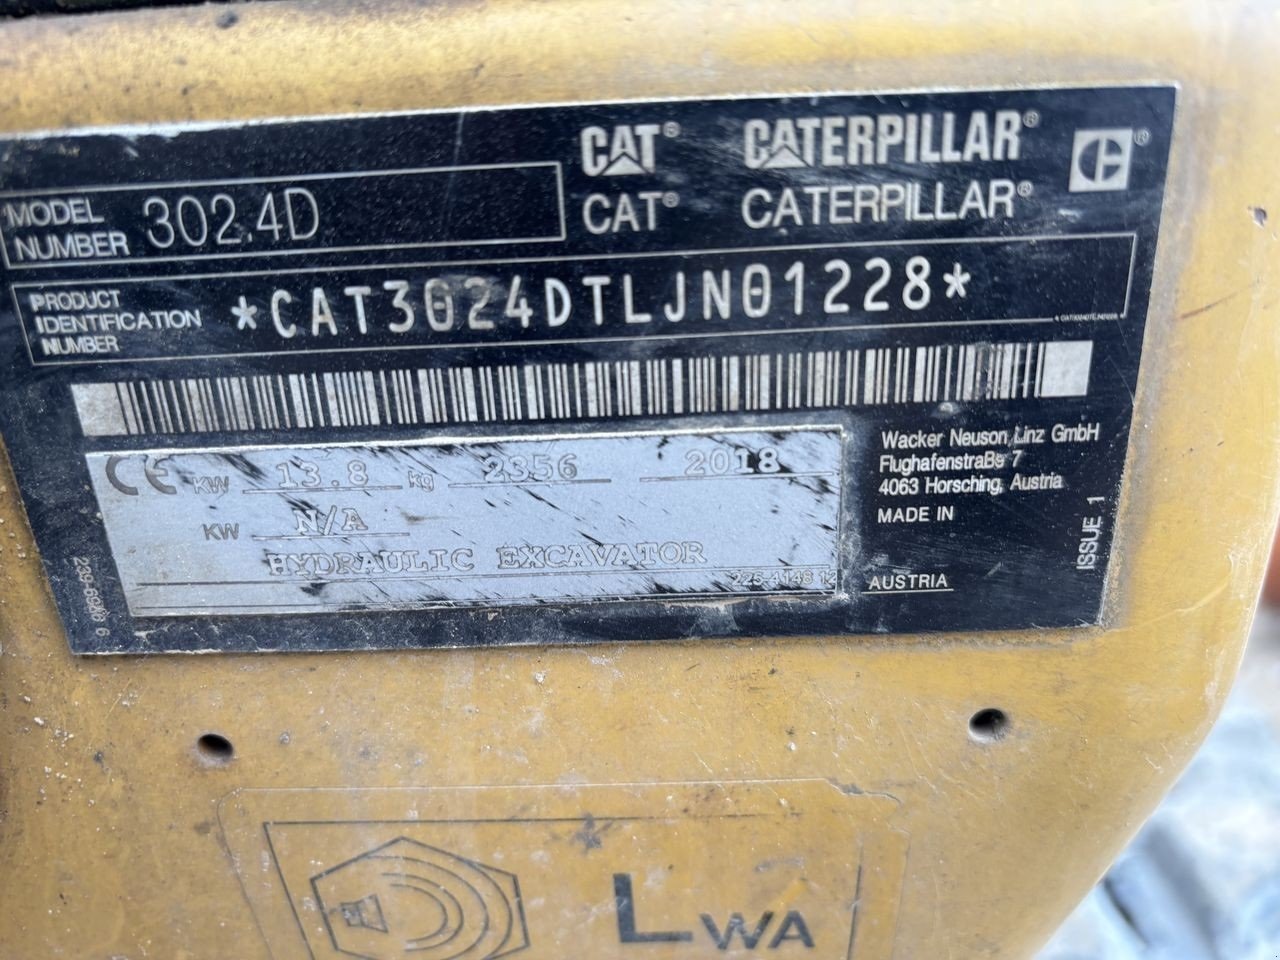 CAT® CATERPILLAR® ®
CAT® CATERPILLAR®
MODEL NUMBER 302.4D
PRODUCT IDENTIFICATION NUMBER *CAT3024DTLJN01228*
CE KW 13.8 kg 2356 2018
KW N/A
HYDRAULIC EXCAVATOR
225-4148 12
Wacker Neuson Linz GmbH
Flughafenstraße 7
4063 Horsching, Austria
MADE IN
AUSTRIA
ISSUE 1
LWA